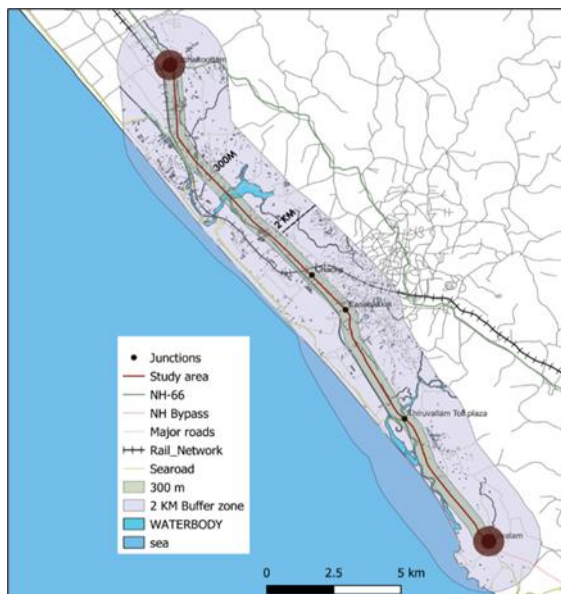 300M
2 KM
Chacka
Thiruvallam Toll plaza
Junctions
Study area
NH-66
NH Bypass
Major roads
Rail_Network
Searoad
300 m
2 KM Buffer zone
WATERBODY
sea
0 2.5 5 km